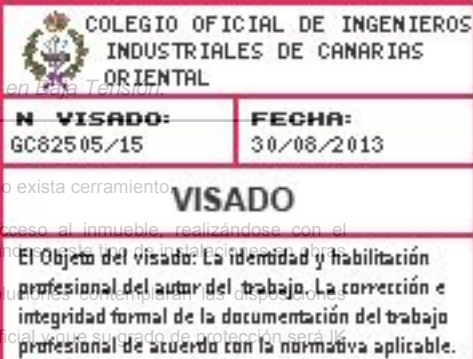 COLEGIO OFICIAL DE INGENIEROS
INDUSTRIALES DE CANARIAS
ORIENTAL
en Baja Tensión.
N VISADO:
GC82505/15
FECHA:
30/08/2013
o exista cerramiento
VISADO
cceso al inmueble, realizándose con el
El Objeto del visado: La identidad y habilitación
profesional del autor del trabajo. La corrección e
integridad formal de la documentación del trabajo
profesional de acuerdo con la normativa aplicable.